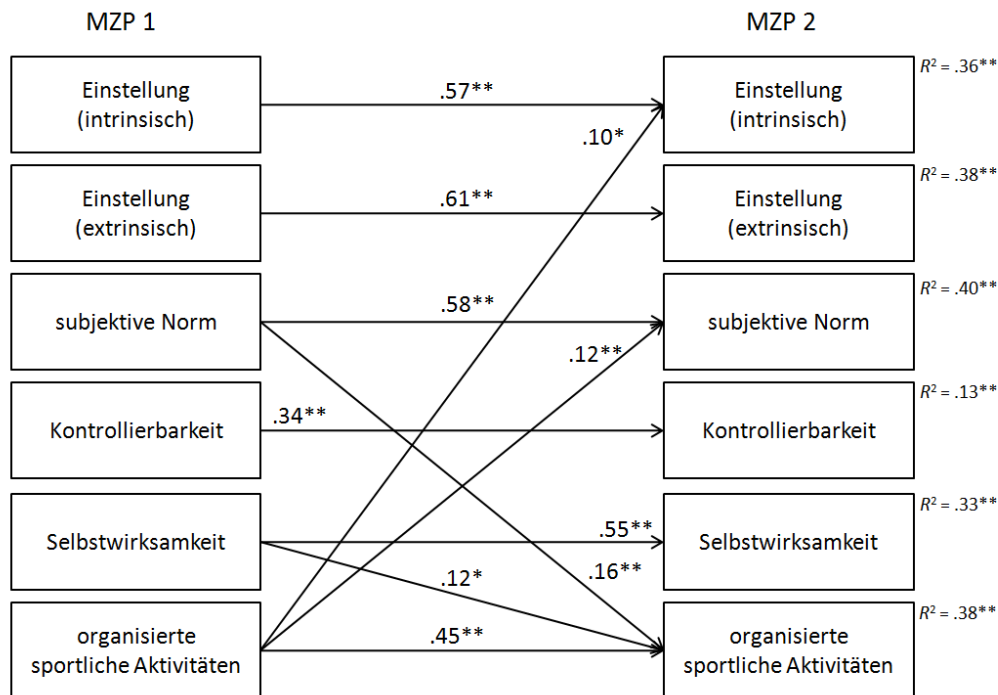 MZP 1
MZP 2
Einstellung
(intrinsisch)
.57**
.10*
Einstellung
(intrinsisch)
R² = .36**
Einstellung
(extrinsisch)
.61**
Einstellung
(extrinsisch)
R² = .38**
subjektive Norm
.58**
.12**
subjektive Norm
R² = .40**
Kontrollierbarkeit
.34**
Kontrollierbarkeit
R² = .13**
Selbstwirksamkeit
.55**
.16**
.12*
Selbstwirksamkeit
R² = .33**
organisierte
sportliche Aktivitäten
.45**
organisierte
sportliche Aktivitäten
R² = .38**